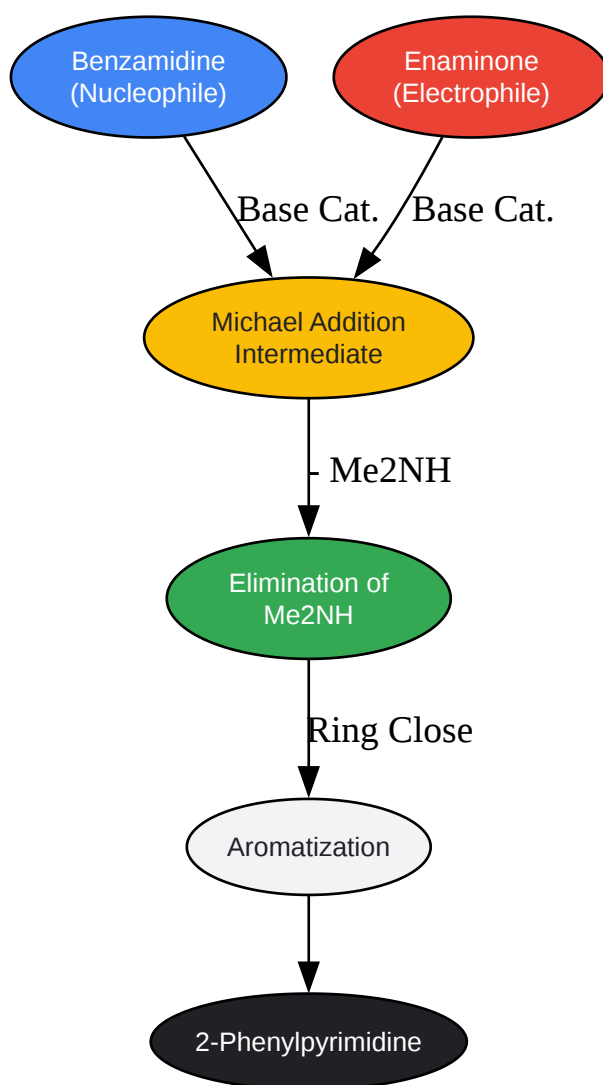 Benzamidine
(Nucleophile)
Enaminone
(Electrophile)
Base Cat.
Base Cat.
Michael Addition
Intermediate
- Me2NH
Elimination of
Me2NH
Ring Close
Aromatization
2-Phenylpyrimidine